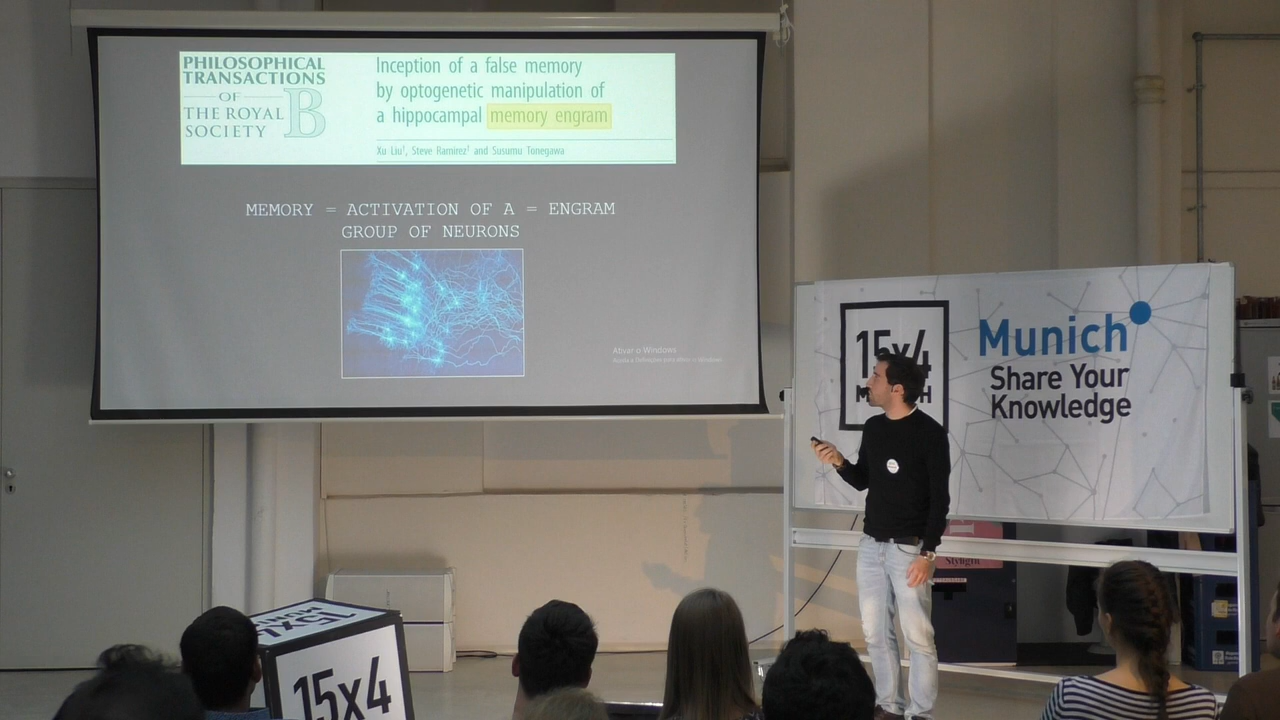 PHILOSOPHICAL
TRANSACTIONS
OF
THE ROYAL
SOCIETY
B
Inception of a false memory
by optogenetic manipulation of
a hippocampal memory engram
Xu Liu†, Steve Ramirez† and Susumu Tonegawa
MEMORY = ACTIVATION OF A = ENGRAM
GROUP OF NEURONS
Ativar o Windows
15x4
Munich
Share Your
Knowledge
Stylight
15X4
15x4